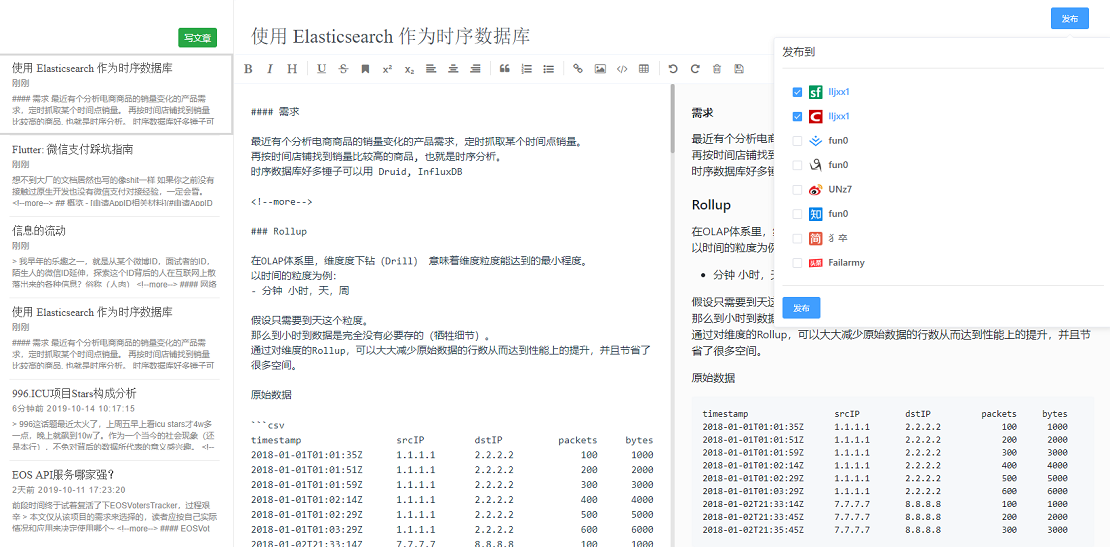 写文章
使用 Elasticsearch 作为时序数据库
刚刚
#### 需求 最近有个分析电商商品的销量变化的产品需
求，定时抓取某个时间点销量。 再按时间店铺找到销量
比较高的商品, 也就是时序分析。 时序数据库好多锤子可
Flutter: 微信支付踩坑指南
刚刚
想不到大厂的文档居然也写的像shit一样 如果你之前没有
接触过原生开发也没有微信支付对接经验，一定会晋。
<!--more--> ## 概览 - [申请AppID相关材料](#申请AppID
信息的流动
刚刚
> 我早年的乐趣之一，就是从某个微博ID，面试者的ID，
陌生人的微信ID延伸，探索这个ID背后的人在互联网上散
落出来的各种信息？俗称（人肉） <!--more--> #### 网络
使用 Elasticsearch 作为时序数据库
刚刚
#### 需求 最近有个分析电商商品的销量变化的产品需
求，定时抓取某个时间点销量。 再按时间店铺找到销量
比较高的商品, 也就是时序分析。 时序数据库好多锤子可
996.ICU项目Stars构成分析
6分钟前 2019-10-14 10:17:15
> 996这话题最近太火了，上周五早上看icu stars才4w多
一点，晚上就飙到10w了。作为一个当今的社会现象（还
是本行），不免对背后的数据所代表的意义感兴趣。 <!--
EOS API服务哪家强？
2天前 2019-10-11 17:23:20
前段时间终于试着复活了下EOSVotersTracker，过程艰
辛 > 本文仅从该项目的需求来选择的，读者应按自己实际
情况和应用来决定使用哪个~ <!--more--> #### EOSVot
使用 Elasticsearch 作为时序数据库
B I H U S x² x₂
#### 需求
最近有个分析电商商品的销量变化的产品需求，定时抓取某个时间点销量。
再按时间店铺找到销量比较高的商品, 也就是时序分析。
时序数据库好多锤子可以用 Druid, InfluxDB
<!--more-->
### Rollup
在OLAP体系里，维度度下钻（Drill） 意味着维度粒度能达到的最小程度。
以时间的粒度为例：
- 分钟 小时，天，周
假设只需要到天这个粒度。
那么到小时到数据是完全没有必要存的（牺牲细节）。
通过对维度的Rollup，可以大大减少原始数据的行数从而达到性能上的提升，并且节省了
很多空间。
原始数据
```csv
timestamp srcIP dstIP packets bytes
2018-01-01T01:01:35Z 1.1.1.1 2.2.2.2 100 1000
2018-01-01T01:01:51Z 1.1.1.1 2.2.2.2 200 2000
2018-01-01T01:01:59Z 1.1.1.1 2.2.2.2 300 3000
2018-01-01T01:02:14Z 1.1.1.1 2.2.2.2 400 4000
2018-01-01T01:02:29Z 1.1.1.1 2.2.2.2 500 5000
2018-01-01T01:03:29Z 1.1.1.1 2.2.2.2 600 6000
2018-01-02T21:33:14Z 7.7.7.7 8.8.8.8 100 1000
需求
最近有个分析电商
再按时间店铺找到
时序数据库好多锤
Rollup
在OLAP体系里，
以时间的粒度为例
• 分钟 小时，天
假设只需要到天这
那么到小时到数据
通过对维度的Rollup，可以大大减少原始数据的行数从而达到性能上的提升，并且节
省了很多空间。
原始数据
timestamp srcIP dstIP packets bytes
2018-01-01T01:01:35Z 1.1.1.1 2.2.2.2 100 1000
2018-01-01T01:01:51Z 1.1.1.1 2.2.2.2 200 2000
2018-01-01T01:01:59Z 1.1.1.1 2.2.2.2 300 3000
2018-01-01T01:02:14Z 1.1.1.1 2.2.2.2 400 4000
2018-01-01T01:02:29Z 1.1.1.1 2.2.2.2 500 5000
2018-01-01T01:03:29Z 1.1.1.1 2.2.2.2 600 6000
2018-01-02T21:33:14Z 7.7.7.7 8.8.8.8 100 1000
2018-01-02T21:33:45Z 7.7.7.7 8.8.8.8 200 2000
2018-01-02T21:35:45Z 7.7.7.7 8.8.8.8 300 3000
发布
发布到
sf lljxx1
C lljxx1
fun0
fun0
UNz7
知 fun0
简 犭卒
头条 Failarmy
发布